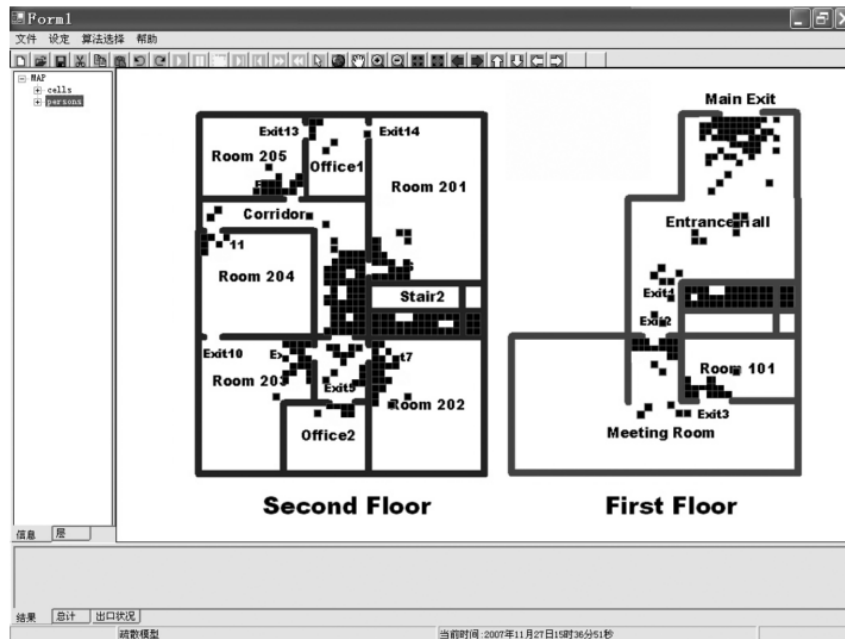 Form1
文件 设定 算法选择 帮助
MAP
cells
persons
Exit13
Exit14
Room 205
Office1
Room 201
Corridor
11
Room 204
Stair2
Exit10
Room 203
t7
Exit5
Room 202
Office2
Second Floor
Main Exit
Entrance Hall
Exit1
Exit2
Room 101
Exit3
Meeting Room
First Floor
信息 层
结果 总计 出口状况
疏散模型 当前时间:2007年11月27日15时36分51秒